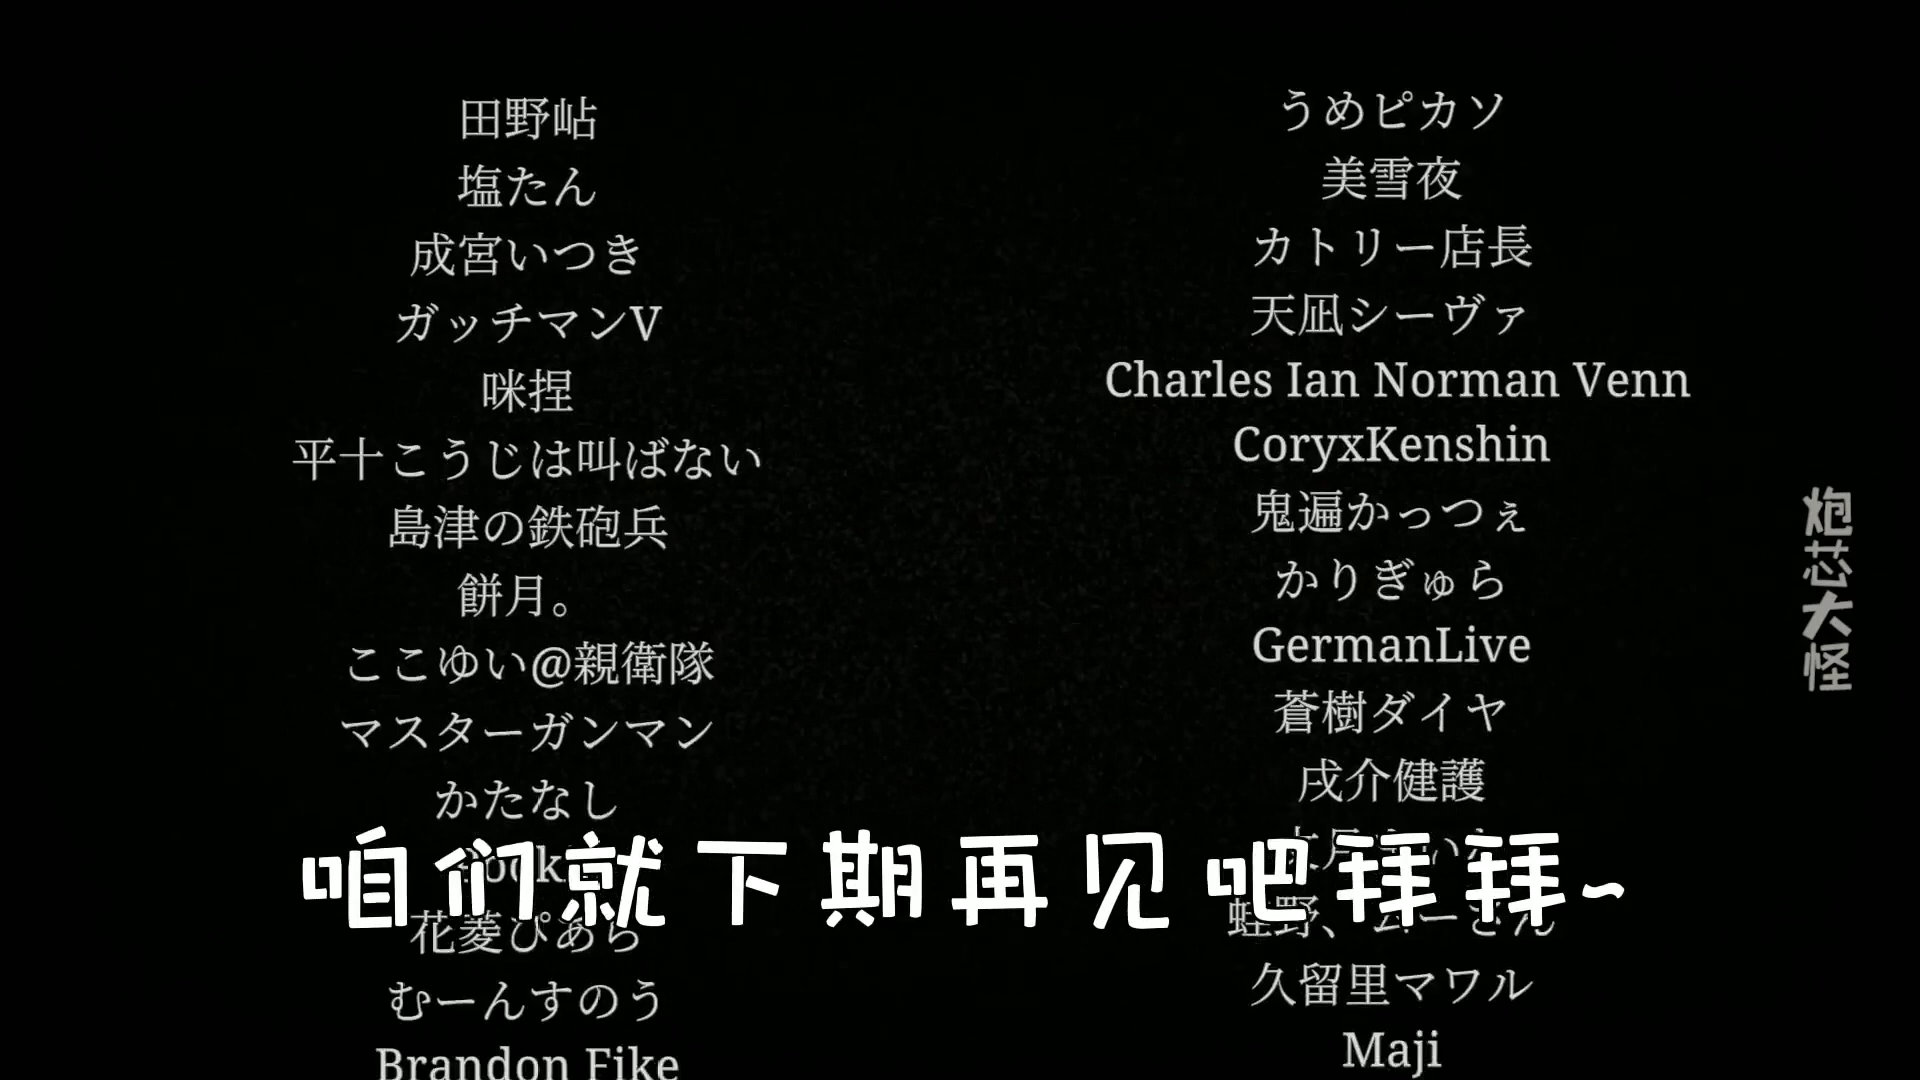 田野岾
塩たん
成宮いつき
ガッチマンV
咪捏
平十こうじは叫ばない
島津の鉄砲兵
餅月。
ここゆい@親衛隊
マスターガンマン
かたなし
花菱ぴあら
むーんすのう
Brandon Fike
うめピカソ
美雪夜
カトリー店長
天凪シーヴァ
Charles Ian Norman Venn
CoryxKenshin
鬼遍かっつぇ
かりぎゅら
GermanLive
蒼樹ダイヤ
戌介健護
久留里マワル
Maji
炮芯大怪
咱们就下期再见吧拜拜~